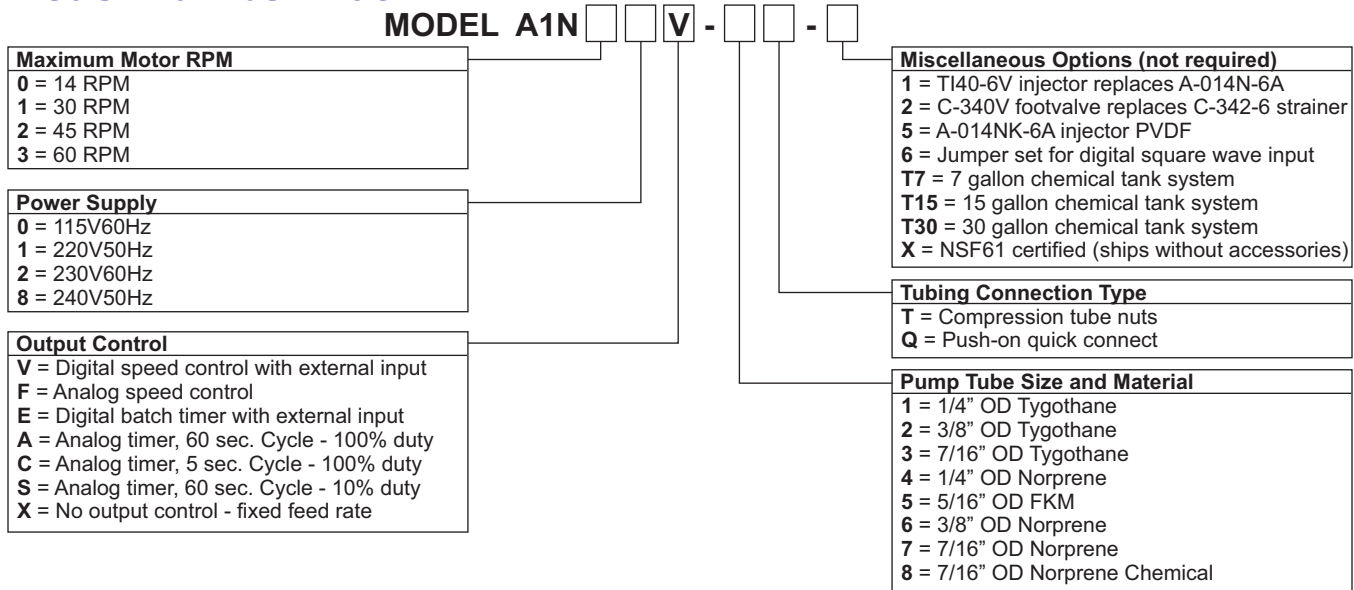 MODEL A1N V - -
Maximum Motor RPM
0 = 14 RPM
1 = 30 RPM
2 = 45 RPM
3 = 60 RPM
Power Supply
0 = 115V60Hz
1 = 220V50Hz
2 = 230V60Hz
8 = 240V50Hz
Output Control
V = Digital speed control with external input
F = Analog speed control
E = Digital batch timer with external input
A = Analog timer, 60 sec. Cycle - 100% duty
C = Analog timer, 5 sec. Cycle - 100% duty
S = Analog timer, 60 sec. Cycle - 10% duty
X = No output control - fixed feed rate
Miscellaneous Options (not required)
1 = TI40-6V injector replaces A-014N-6A
2 = C-340V footvalve replaces C-342-6 strainer
5 = A-014NK-6A injector PVDF
6 = Jumper set for digital square wave input
T7 = 7 gallon chemical tank system
T15 = 15 gallon chemical tank system
T30 = 30 gallon chemical tank system
X = NSF61 certified (ships without accessories)
Tubing Connection Type
T = Compression tube nuts
Q = Push-on quick connect
Pump Tube Size and Material
1 = 1/4” OD Tygothane
2 = 3/8” OD Tygothane
3 = 7/16” OD Tygothane
4 = 1/4” OD Norprene
5 = 5/16” OD FKM
6 = 3/8” OD Norprene
7 = 7/16” OD Norprene
8 = 7/16” OD Norprene Chemical